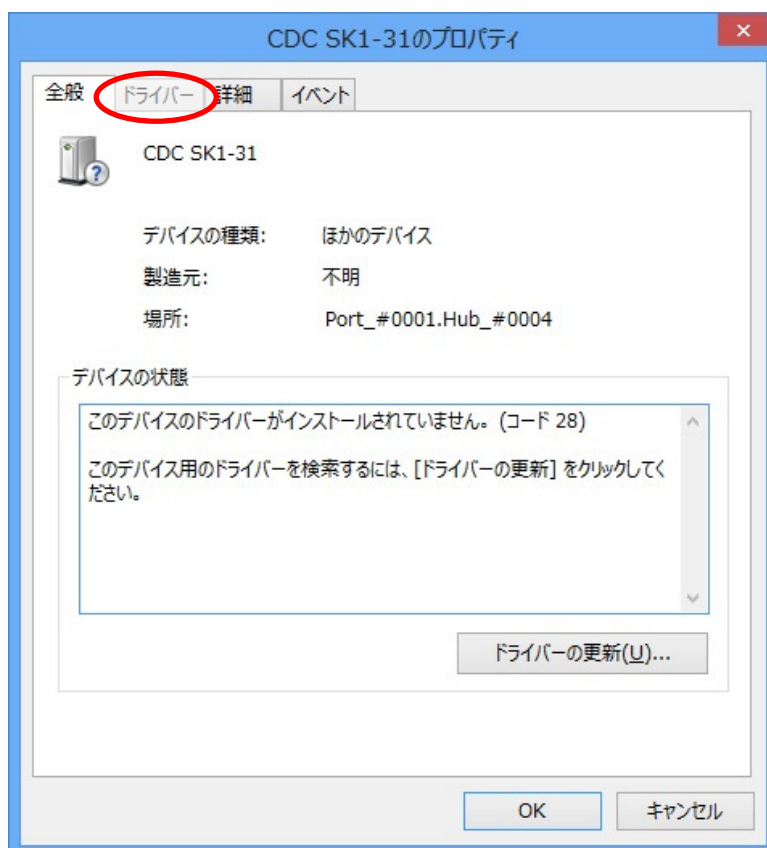 CDC SK1-31のプロパティ
全般 ドライバー 詳細 イベント
CDC SK1-31
デバイスの種類: ほかのデバイス
製造元: 不明
場所: Port_#0001.Hub_#0004
デバイスの状態
このデバイスのドライバーがインストールされていません。(コード 28)
このデバイス用のドライバーを検索するには、[ドライバーの更新] をクリックしてく
ださい。
ドライバーの更新(U)...
OK キャンセル